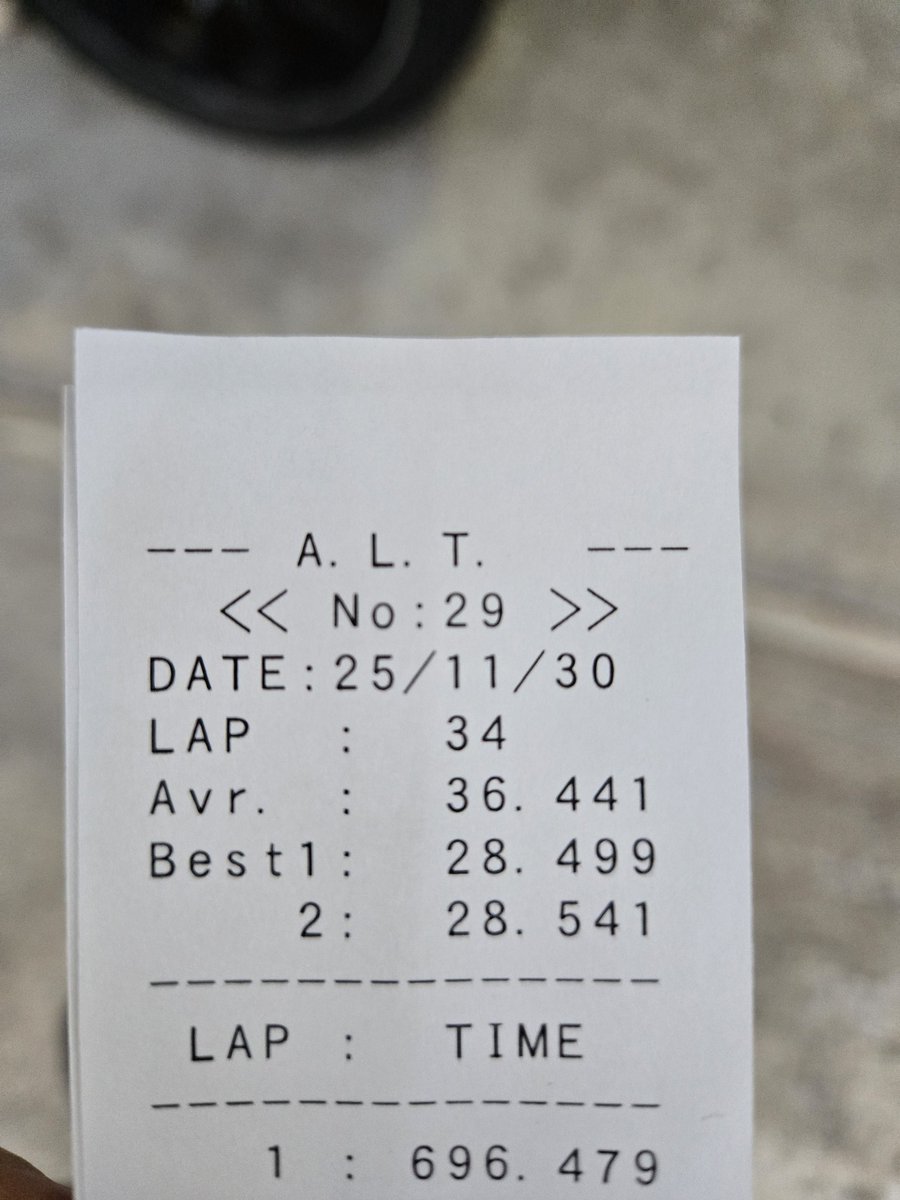 --- A. L. T. ---
<< No:29 >>
DATE:25/11/30
LAP : 34
Avr. : 36. 441
Best1: 28. 499
2: 28. 541
--------------
LAP : TIME
--------------
1 : 696. 479